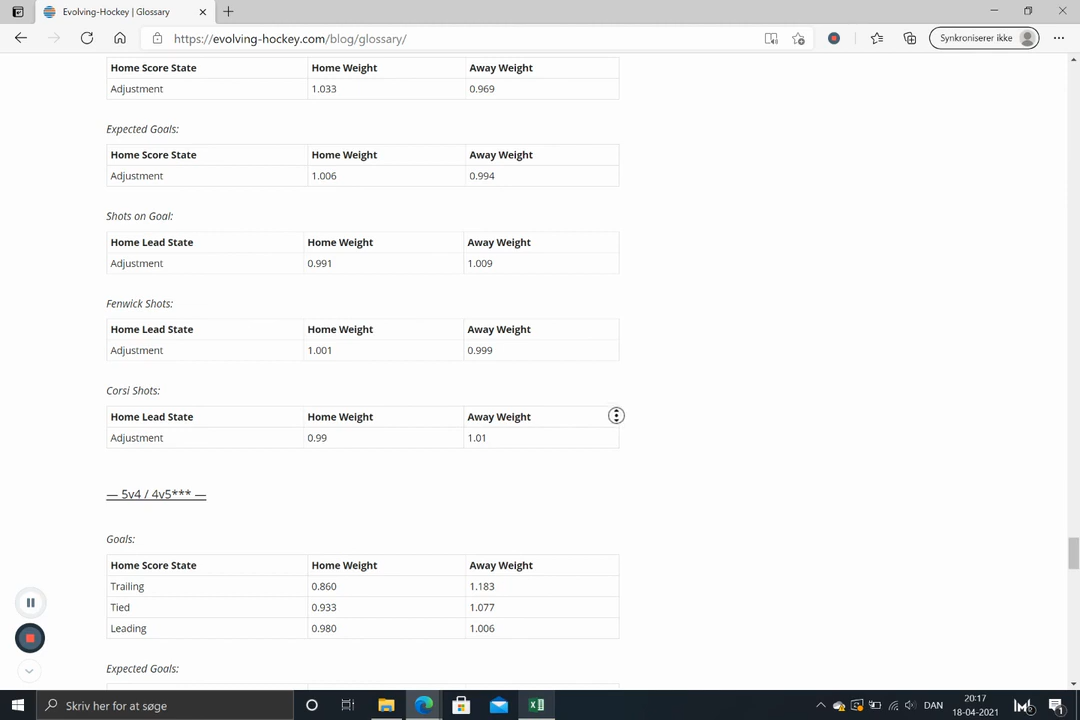 Evolving-Hockey | Glossary
https://evolving-hockey.com/blog/glossary/
Synkroniserer ikke
Home Score State Home Weight Away Weight
Adjustment 1.033 0.969
Expected Goals:
Home Score State Home Weight Away Weight
Adjustment 1.006 0.994
Shots on Goal:
Home Lead State Home Weight Away Weight
Adjustment 0.991 1.009
Fenwick Shots:
Home Lead State Home Weight Away Weight
Adjustment 1.001 0.999
Corsi Shots:
Home Lead State Home Weight Away Weight
Adjustment 0.99 1.01
— 5v4 / 4v5*** —
Goals:
Home Score State Home Weight Away Weight
Trailing 0.860 1.183
Tied 0.933 1.077
Leading 0.980 1.006
Expected Goals:
Skriv her for at søge
DAN
20:17
18-04-2021
1